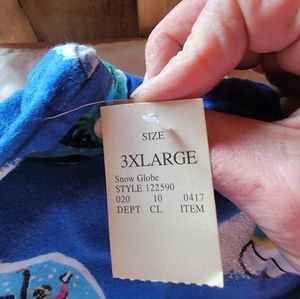 SIZE
3XLARGE
Snow Globe
STYLE 122590
020 10 0417
DEPT CL ITEM